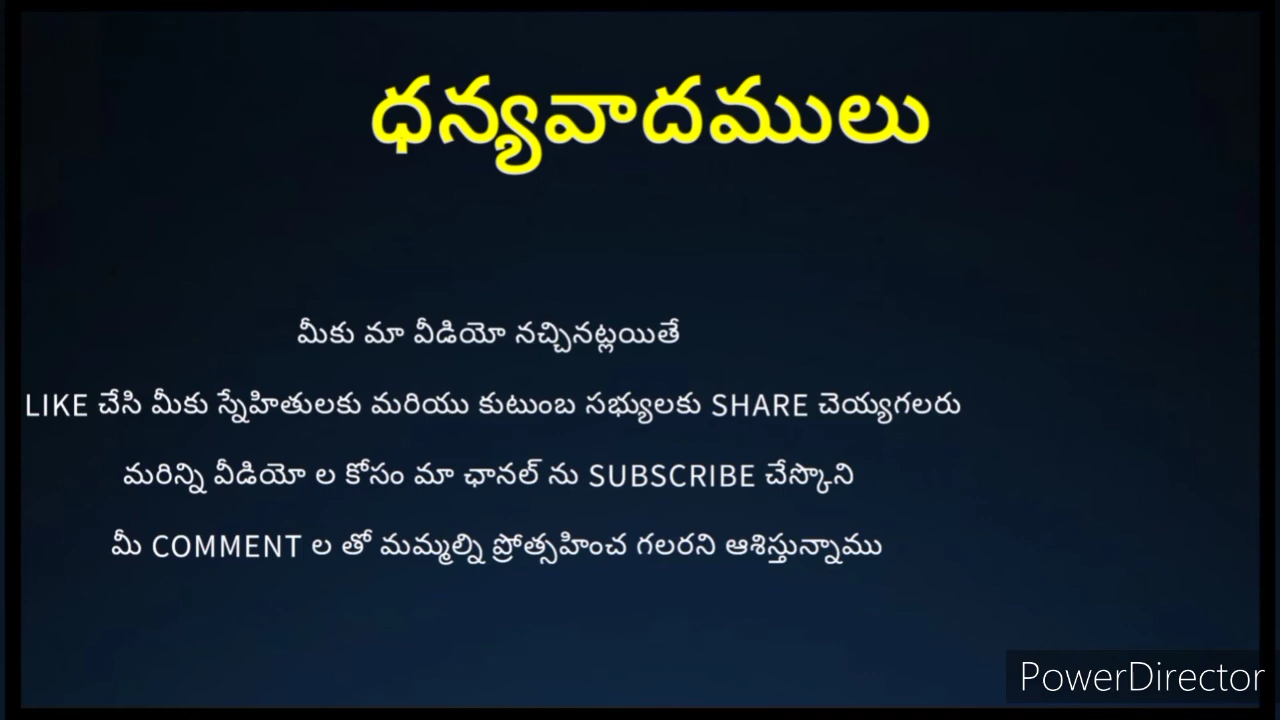 ధన్యవాదములు
మీకు మా వీడియో నచ్చినట్లయితే
LIKE చేసి మీకు స్నేహితులకు మరియు కుటుంబ సభ్యులకు SHARE చెయ్యగలరు
మరిన్ని వీడియో ల కోసం మా ఛానల్ ను SUBSCRIBE చేస్కొని
మీ COMMENT ల తో మమ్మల్ని ప్రోత్సహించ గలరని ఆశిస్తున్నాము
PowerDirector